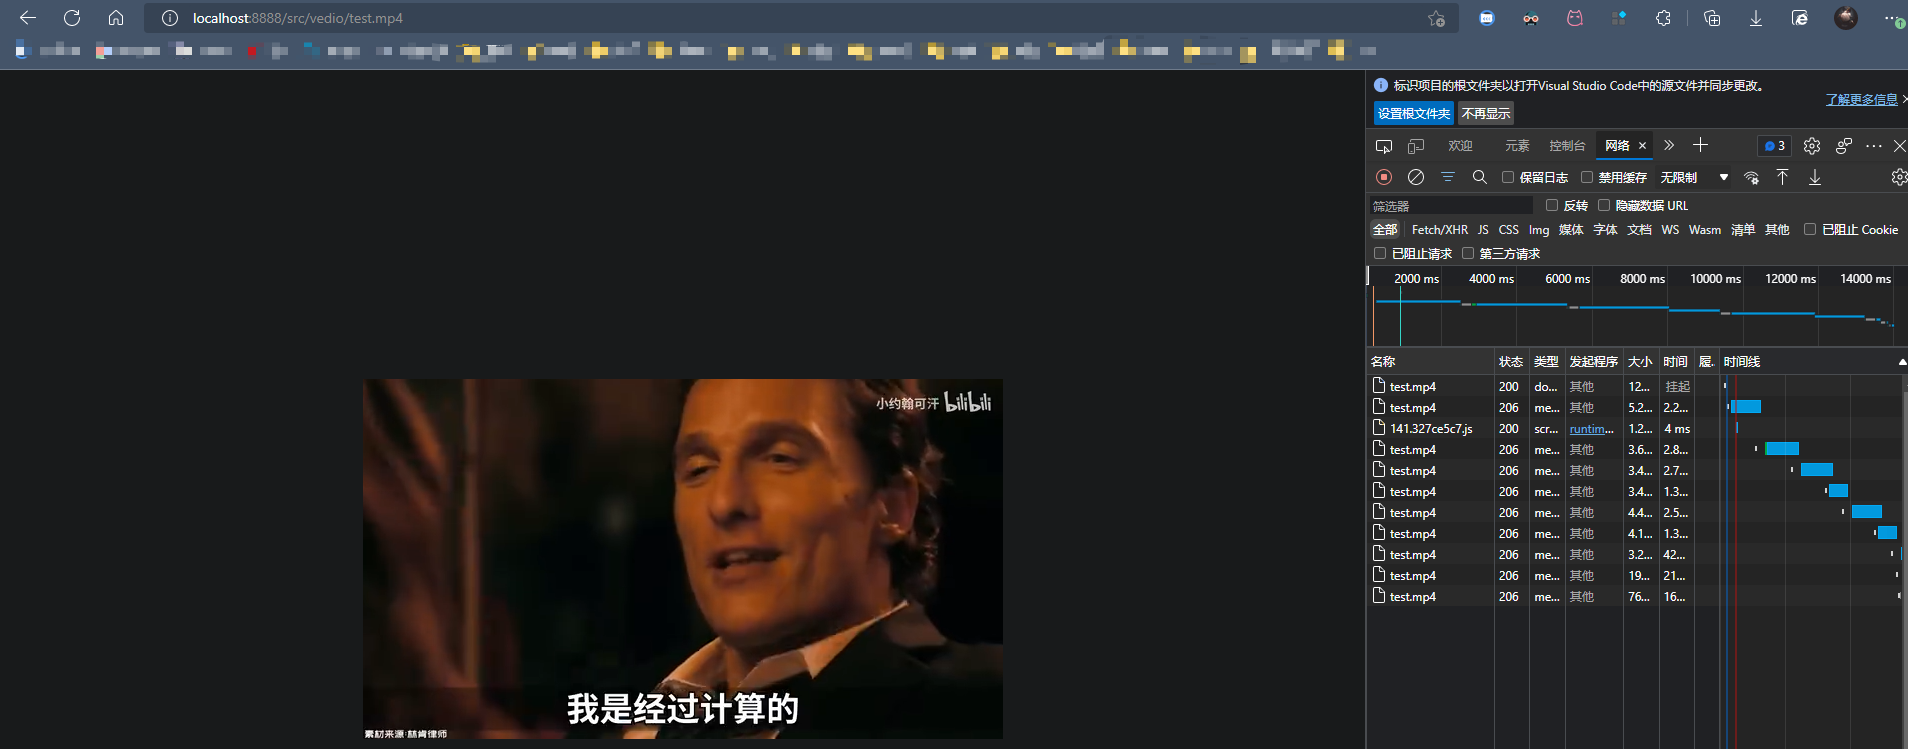 localhost:8888/src/vedio/test.mp4
标识项目的根文件夹以打开Visual Studio Code中的源文件并同步更改。
了解更多信息
设置根文件夹 不再显示
欢迎 元素 控制台 网络 3
保留日志 禁用缓存 无限制
筛选器 反转 隐藏数据 URL
全部 Fetch/XHR JS CSS Img 媒体 字体 文档 WS Wasm 清单 其他 已阻止 Cookie
已阻止请求 第三方请求
2000 ms 4000 ms 6000 ms 8000 ms 10000 ms 12000 ms 14000 ms
名称 状态 类型 发起程序 大小 时间 履.. 时间线
test.mp4 200 do... 其他 12... 挂起
test.mp4 206 me... 其他 5.2... 2.2...
141.327ce5c7.js 200 scr... runtim... 1.2... 4 ms
test.mp4 206 me... 其他 3.6... 2.8...
test.mp4 206 me... 其他 3.4... 2.7...
test.mp4 206 me... 其他 3.4... 1.3...
test.mp4 206 me... 其他 4.4... 2.5...
test.mp4 206 me... 其他 4.1... 1.3...
test.mp4 206 me... 其他 3.2... 42...
test.mp4 206 me... 其他 19... 21...
test.mp4 206 me... 其他 76... 16...
小约翰可汗 bilibili
我是经过计算的
素材来源:林肯律师